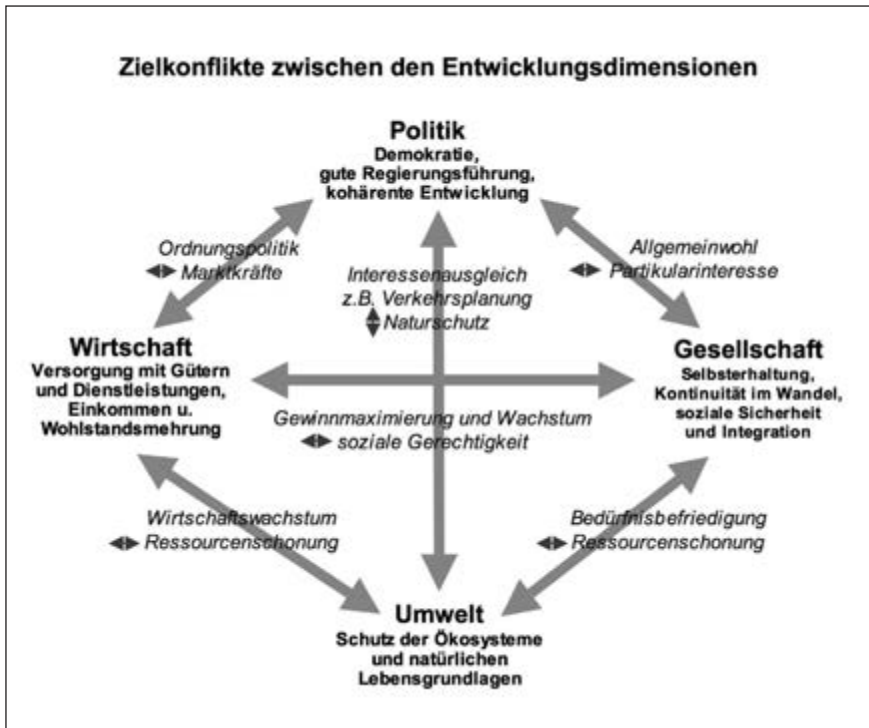 Zielkonflikte zwischen den Entwicklungsdimensionen
Politik
Demokratie,
gute Regierungsführung,
kohärente Entwicklung
Ordnungspolitik
Marktkräfte
Interessenausgleich
z.B. Verkehrsplanung
Naturschutz
Allgemeinwohl
Partikularinteresse
Wirtschaft
Versorgung mit Gütern
und Dienstleistungen,
Einkommen u.
Wohlstandsmehrung
Gesellschaft
Selbsterhaltung,
Kontinuität im Wandel,
soziale Sicherheit
und Integration
Gewinnmaximierung und Wachstum
soziale Gerechtigkeit
Wirtschaftswachstum
Ressourcenschonung
Bedürfnisbefriedigung
Ressourcenschonung
Umwelt
Schutz der Ökosysteme
und natürlichen
Lebensgrundlagen